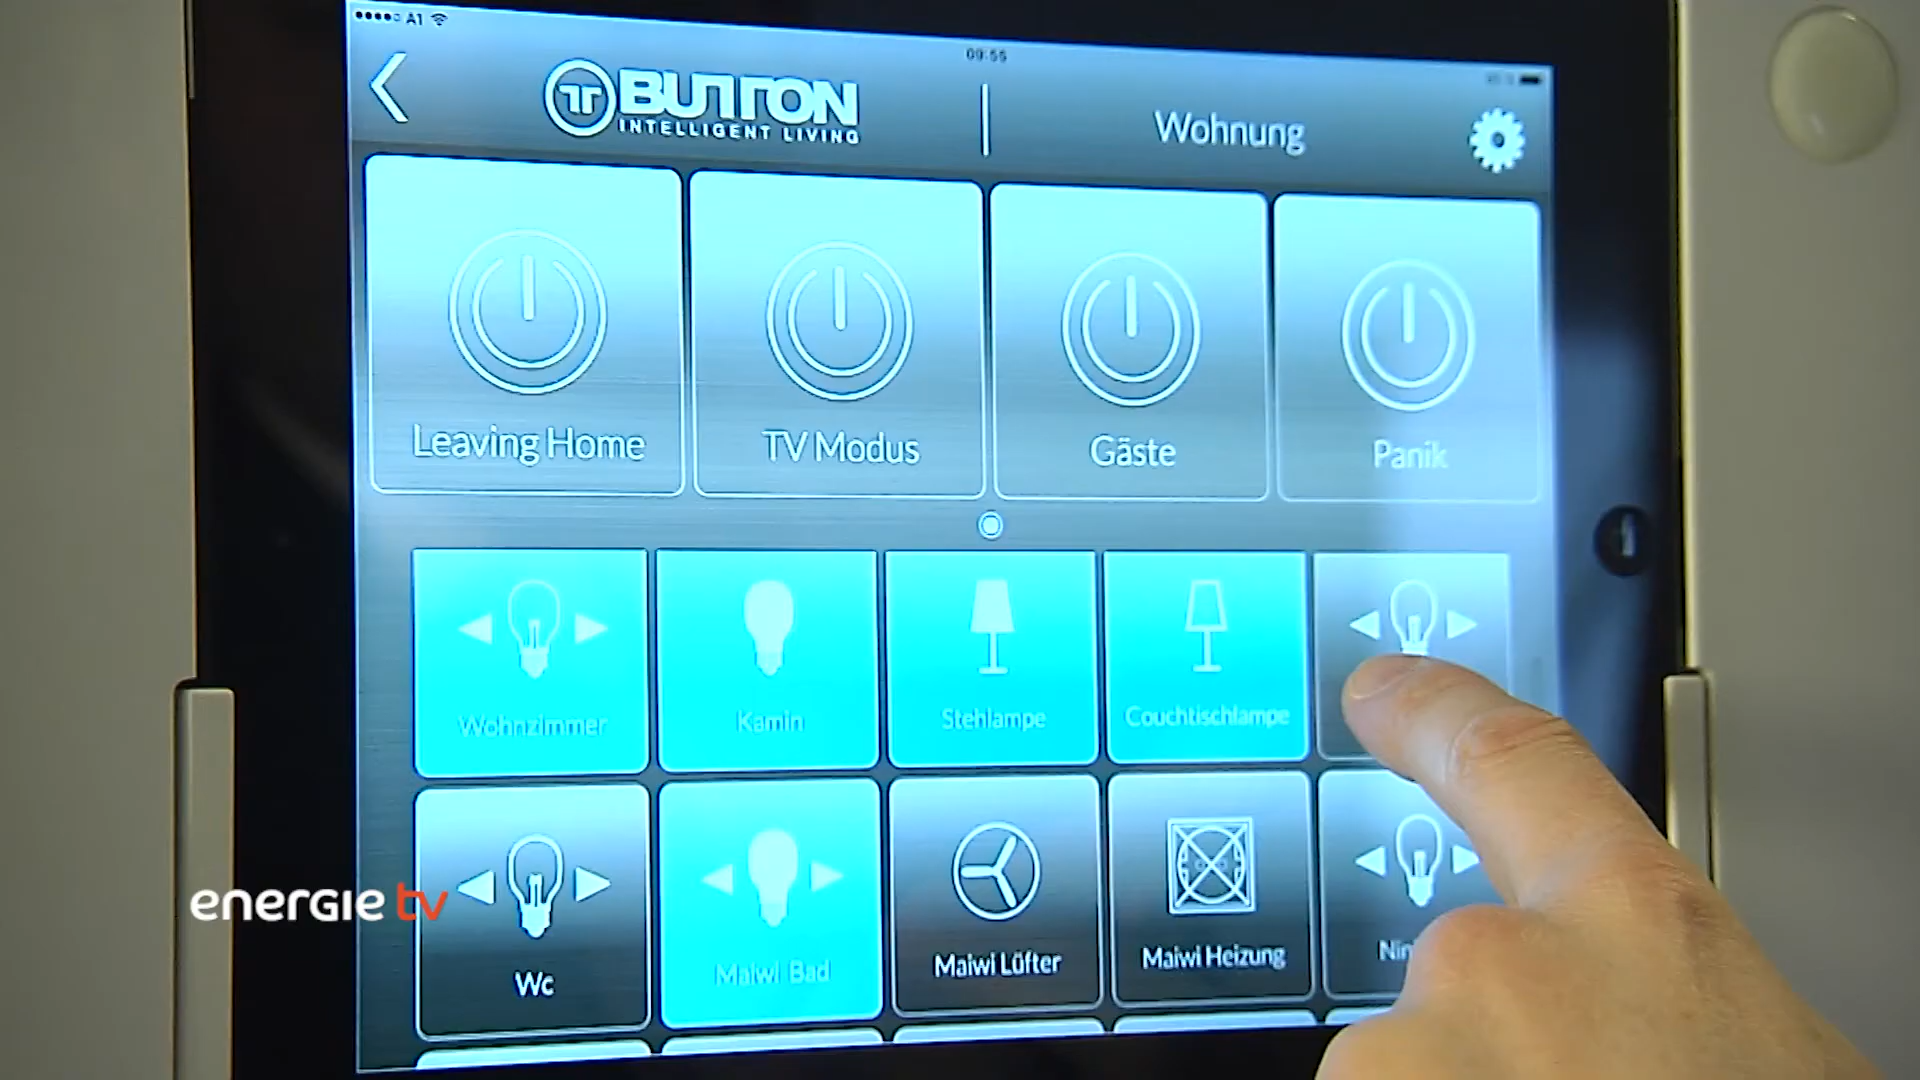 A1
09:55
BUTTON
INTELLIGENT LIVING
Wohnung
Leaving Home
TV Modus
Gäste
Panik
Wohnzimmer
Kamin
Stehlampe
Couchtischlampe
Wc
Maiwi Bad
Maiwi Lüfter
Maiwi Heizung
energie tv